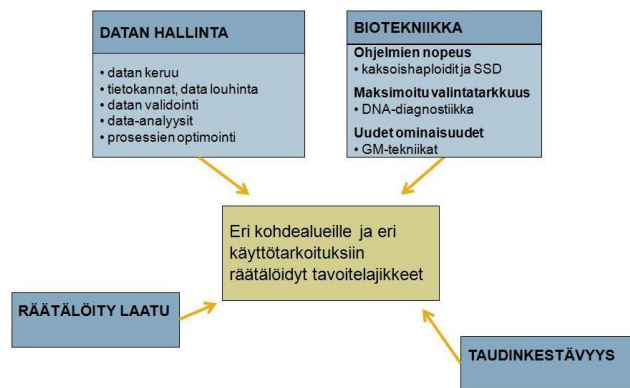 DATAN HALLINTA
• datan keruu
• tietokannat, data louhinta
• datan validointi
• data-analyysit
• prosessien optimointi
BIOTEKNIIKKA
Ohjelmien nopeus
• kaksoishaploidit ja SSD
Maksimoitu valintatarkkuus
• DNA-diagnostiikka
Uudet ominaisuudet
• GM-tekniikat
Eri kohdealueille ja eri
käyttötarkoituksiin
räätälöidyt tavoitelajikkeet
RÄÄTÄLÖITY LAATU
TAUDINKESTÄVYYS